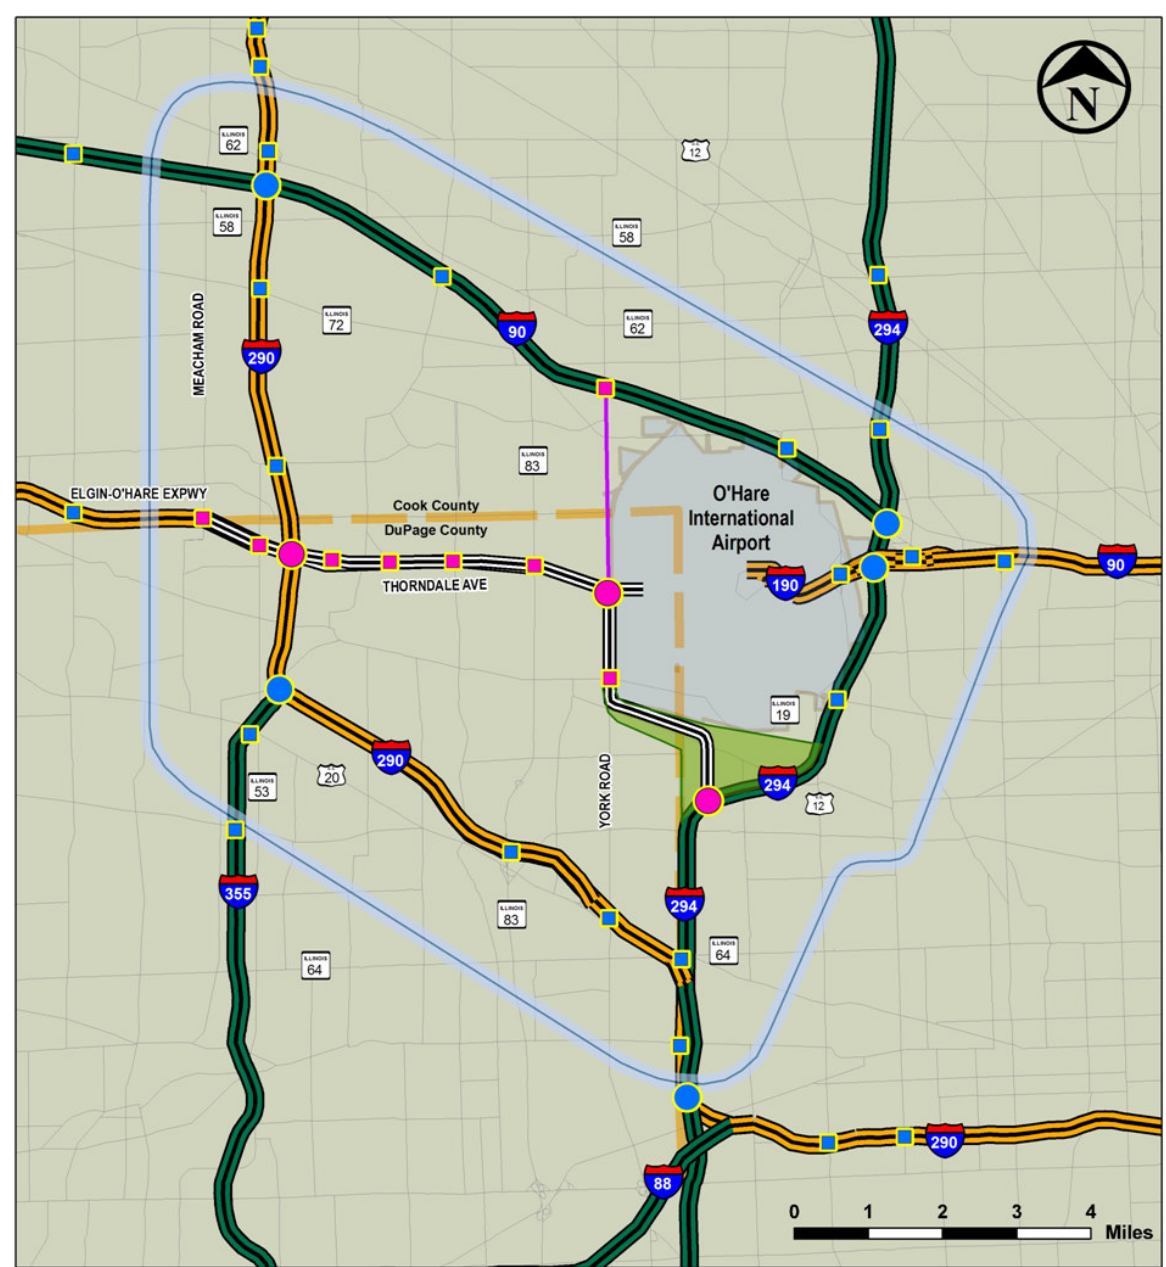 N
ILLINOIS
62
U.S.
12
ILLINOIS
58
ILLINOIS
58
MEACHAM ROAD
ILLINOIS
72
90
ILLINOIS
62
294
290
ILLINOIS
83
ELGIN-O'HARE EXPWY
Cook County
DuPage County
O'Hare
International
Airport
THORNDALE AVE
190
90
ILLINOIS
19
290
U.S.
20
ILLINOIS
53
YORK ROAD
294
U.S.
12
355
294
ILLINOIS
83
ILLINOIS
64
ILLINOIS
64
290
88
0 1 2 3 4
Miles